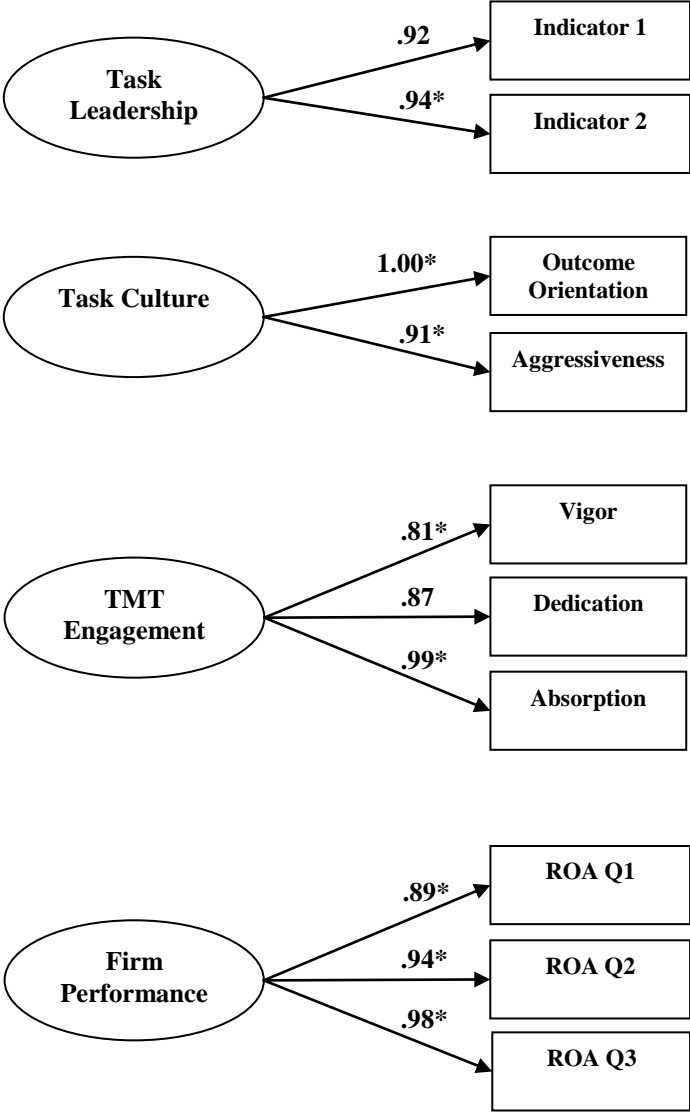 .92
Indicator 1
Task
Leadership
.94*
Indicator 2
1.00*
Outcome
Orientation
Task Culture
.91*
Aggressiveness
.81*
Vigor
TMT
Engagement
.87
Dedication
.99*
Absorption
.89*
ROA Q1
Firm
Performance
.94*
ROA Q2
.98*
ROA Q3